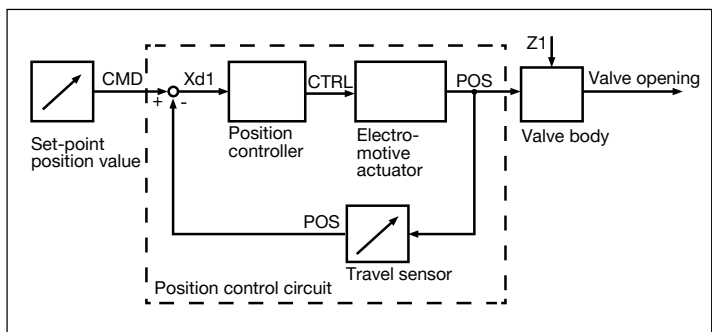 Z1
CMD
Xd1
CTRL
POS
Valve opening
+
-
Set-point
position value
Position
controller
Electro-
motive
actuator
Valve body
POS
Travel sensor
Position control circuit